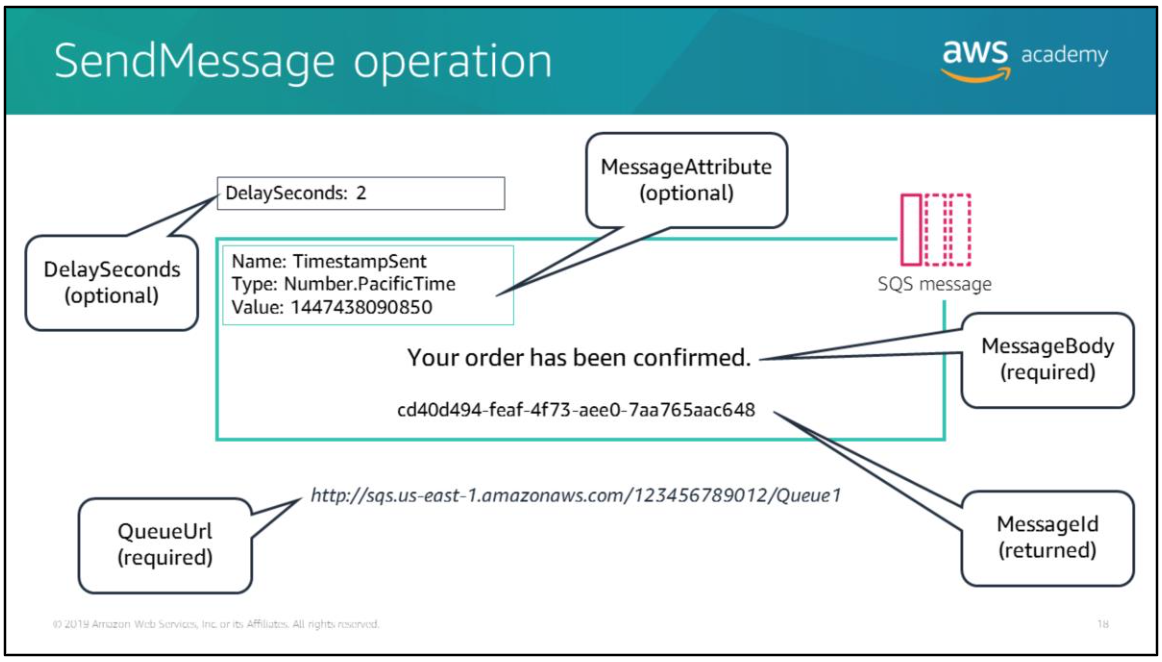 SendMessage operation
aws academy
DelaySeconds: 2
MessageAttribute
(optional)
DelaySeconds
(optional)
Name: TimestampSent
Type: Number.PacificTime
Value: 1447438090850
SQS message
Your order has been confirmed.
MessageBody
(required)
cd40d494-feaf-4f73-aee0-7aa765aac648
http://sqs.us-east-1.amazonaws.com/123456789012/Queue1
QueueUrl
(required)
MessageId
(returned)
© 2019 Amazon Web Services, Inc. or its Affiliates. All rights reserved.
18